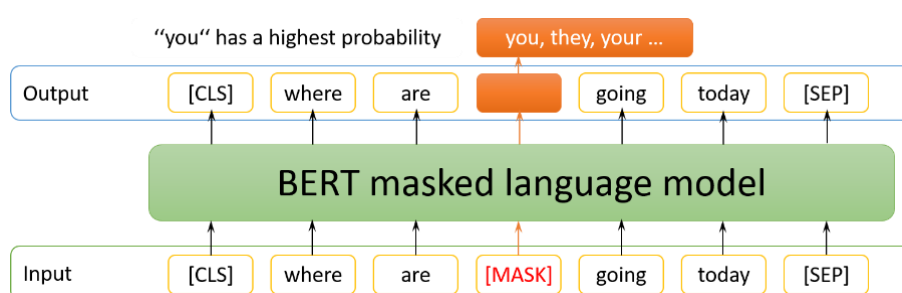 “you“ has a highest probability you, they, your ...
Output [CLS] where are going today [SEP]
BERT masked language model
Input [CLS] where are [MASK] going today [SEP]